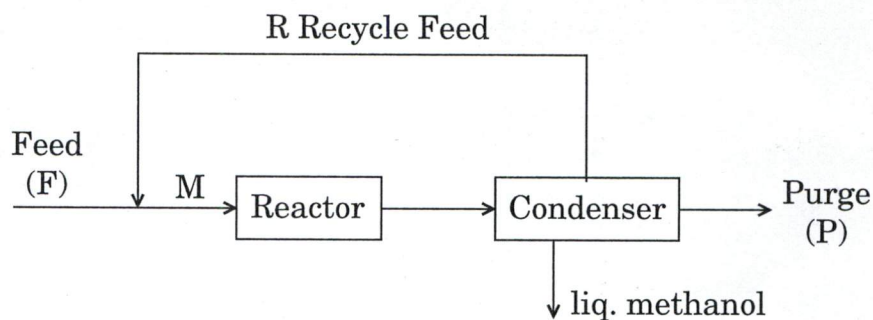 R Recycle Feed
Feed
(F)
M
Reactor
Condenser
Purge
(P)
liq. methanol